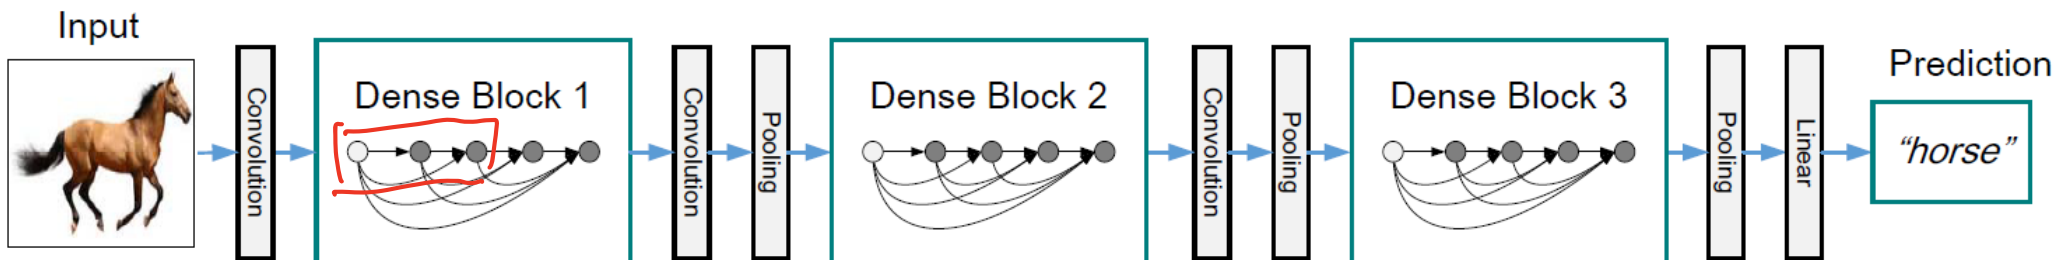 Input
Convolution
Dense Block 1
Convolution
Pooling
Dense Block 2
Convolution
Pooling
Dense Block 3
Pooling
Linear
Prediction
“horse”